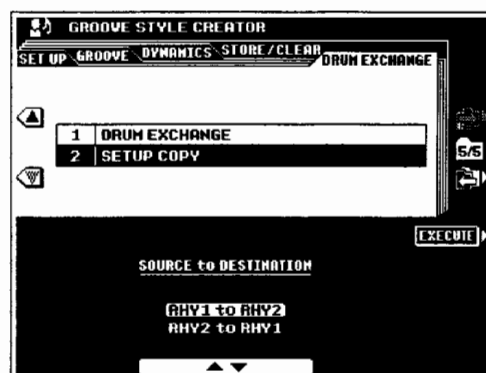 GROOVE STYLE CREATOR
SET UP GROOVE DYNAMICS STORE/CLEAR DRUM EXCHANGE
1 DRUM EXCHANGE
2 SETUP COPY
5/5
EXECUTE
SOURCE to DESTINATION
RHY1 to RHY2
RHY2 to RHY1